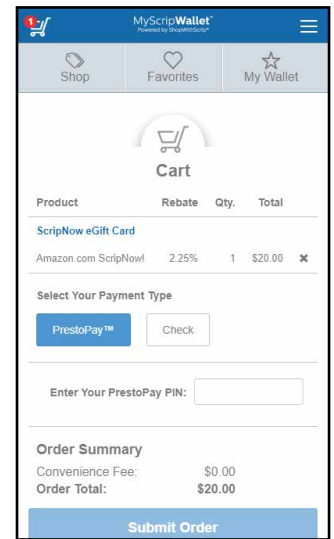 1
MyScripWallet™
Powered by ShopWithScrip®
Shop Favorites My Wallet
Cart
Product Rebate Qty. Total
ScripNow eGift Card
Amazon.com ScripNow! 2.25% 1 $20.00 ✖
Select Your Payment Type
PrestoPay™ Check
Enter Your PrestoPay PIN:
Order Summary
Convenience Fee: $0.00
Order Total: $20.00
Submit Order